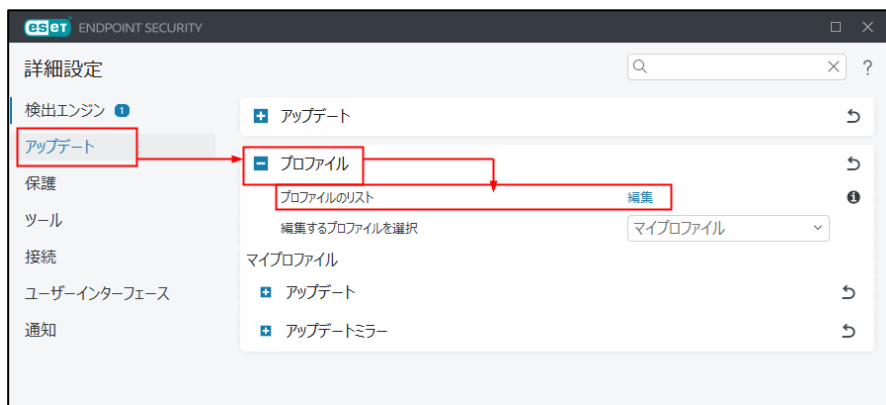 eset ENDPOINT SECURITY
詳細設定
?
検出エンジン 1
アップデート
保護
ツール
接続
ユーザーインターフェース
通知
アップデート
プロファイル
プロファイルのリスト 編集
編集するプロファイルを選択 マイプロファイル
マイプロファイル
アップデート
アップデートミラー